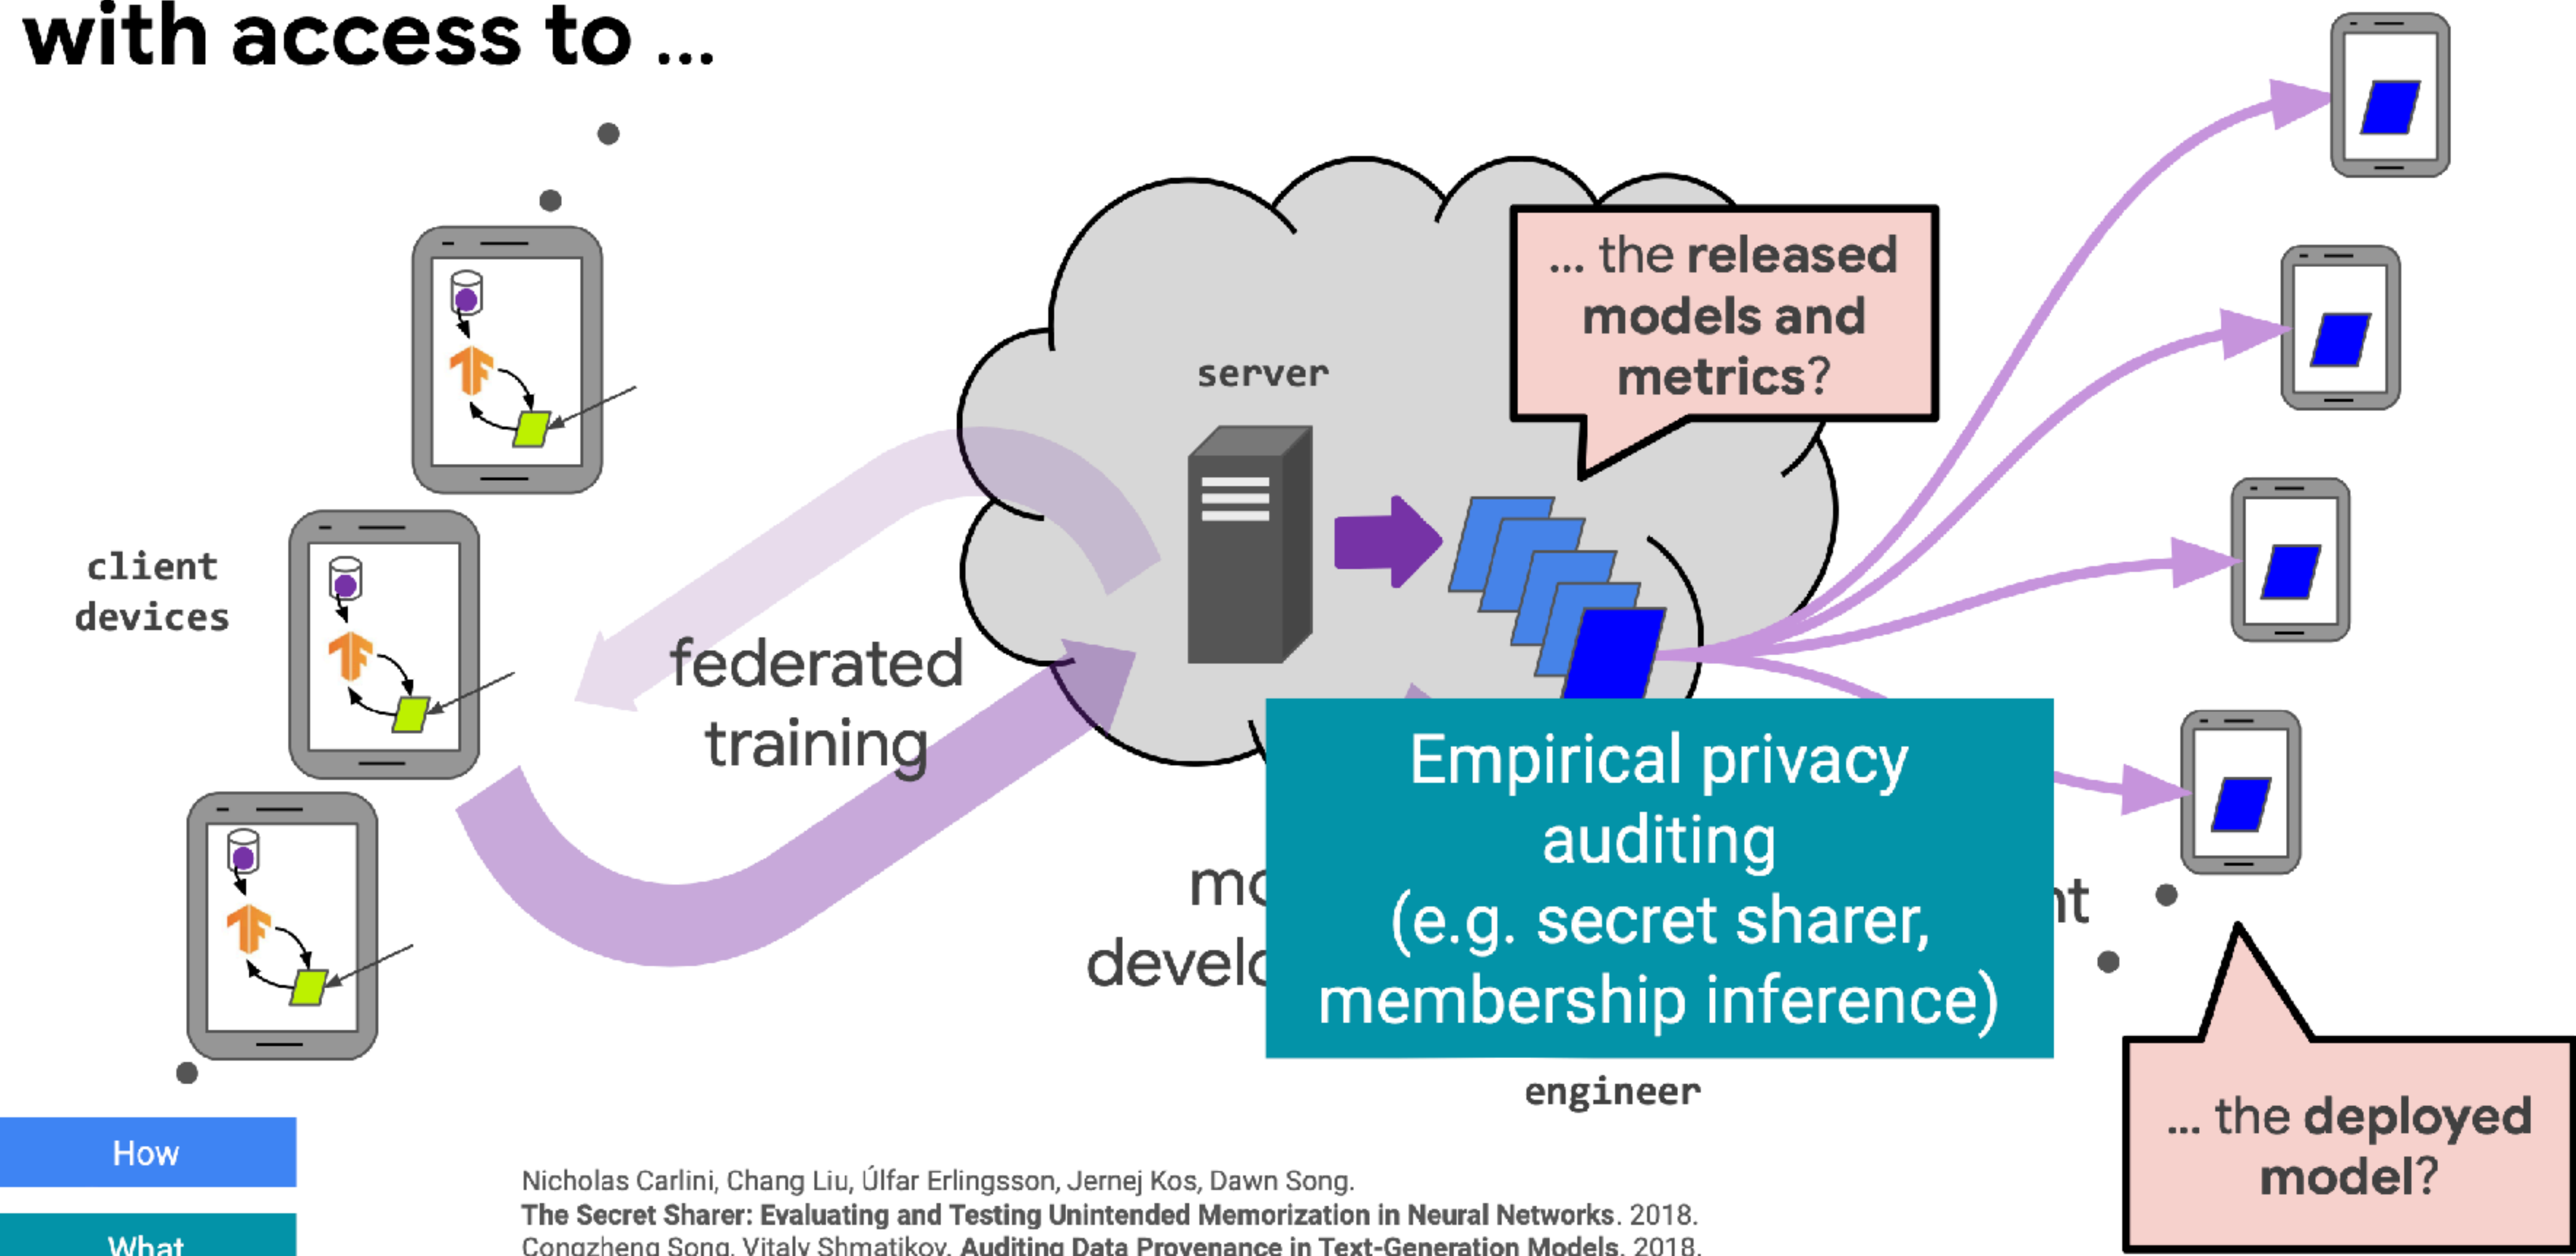 with access to ...
... the released
models and
metrics?
server
client
devices
federated
training
Empirical privacy
auditing
(e.g. secret sharer,
membership inference)
engineer
... the deployed
model?
How
What
Nicholas Carlini, Chang Liu, Úlfar Erlingsson, Jernej Kos, Dawn Song.
The Secret Sharer: Evaluating and Testing Unintended Memorization in Neural Networks. 2018.
Congzheng Song, Vitaly Shmatikov. Auditing Data Provenance in Text-Generation Models. 2018.